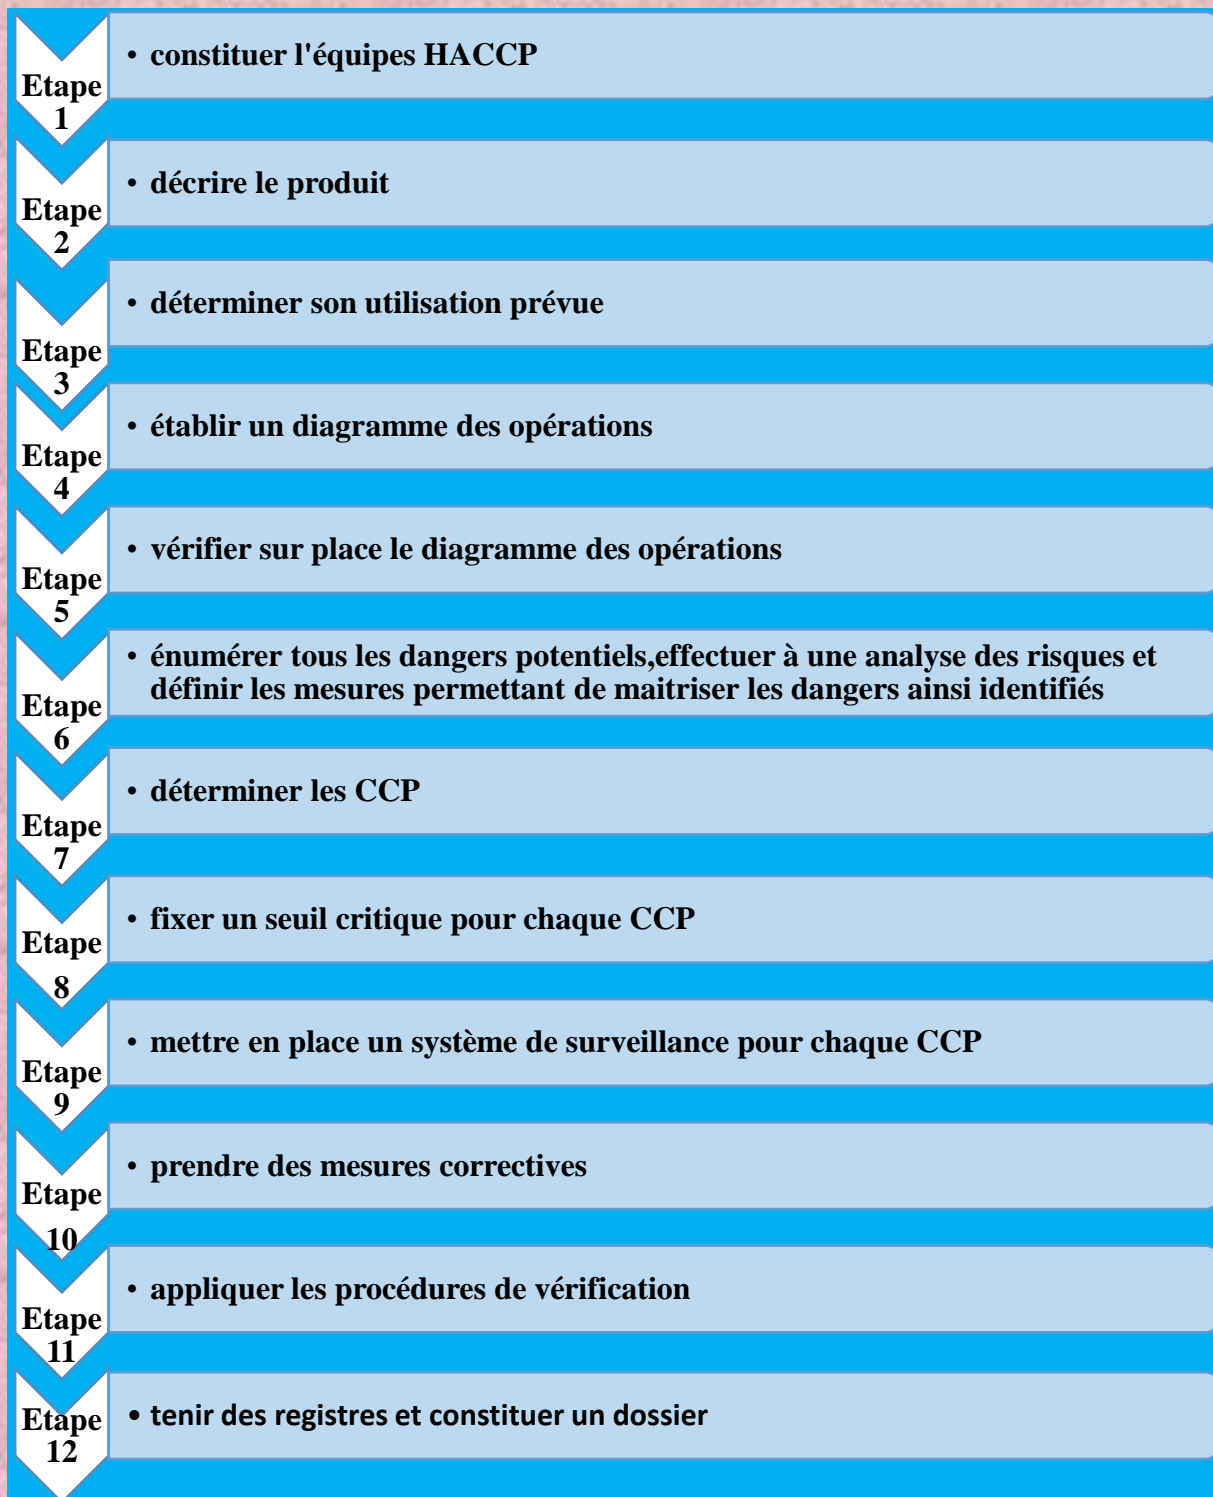 Etape
1
• constituer l'équipes HACCP
Etape
2
• décrire le produit
Etape
3
• déterminer son utilisation prévue
Etape
4
• établir un diagramme des opérations
Etape
5
• vérifier sur place le diagramme des opérations
Etape
6
• énumérer tous les dangers potentiels,effectuer à une analyse des risques et
définir les mesures permettant de maitriser les dangers ainsi identifiés
Etape
7
• déterminer les CCP
Etape
8
• fixer un seuil critique pour chaque CCP
Etape
9
• mettre en place un système de surveillance pour chaque CCP
Etape
10
• prendre des mesures correctives
Etape
11
• appliquer les procédures de vérification
Etape
12
• tenir des registres et constituer un dossier